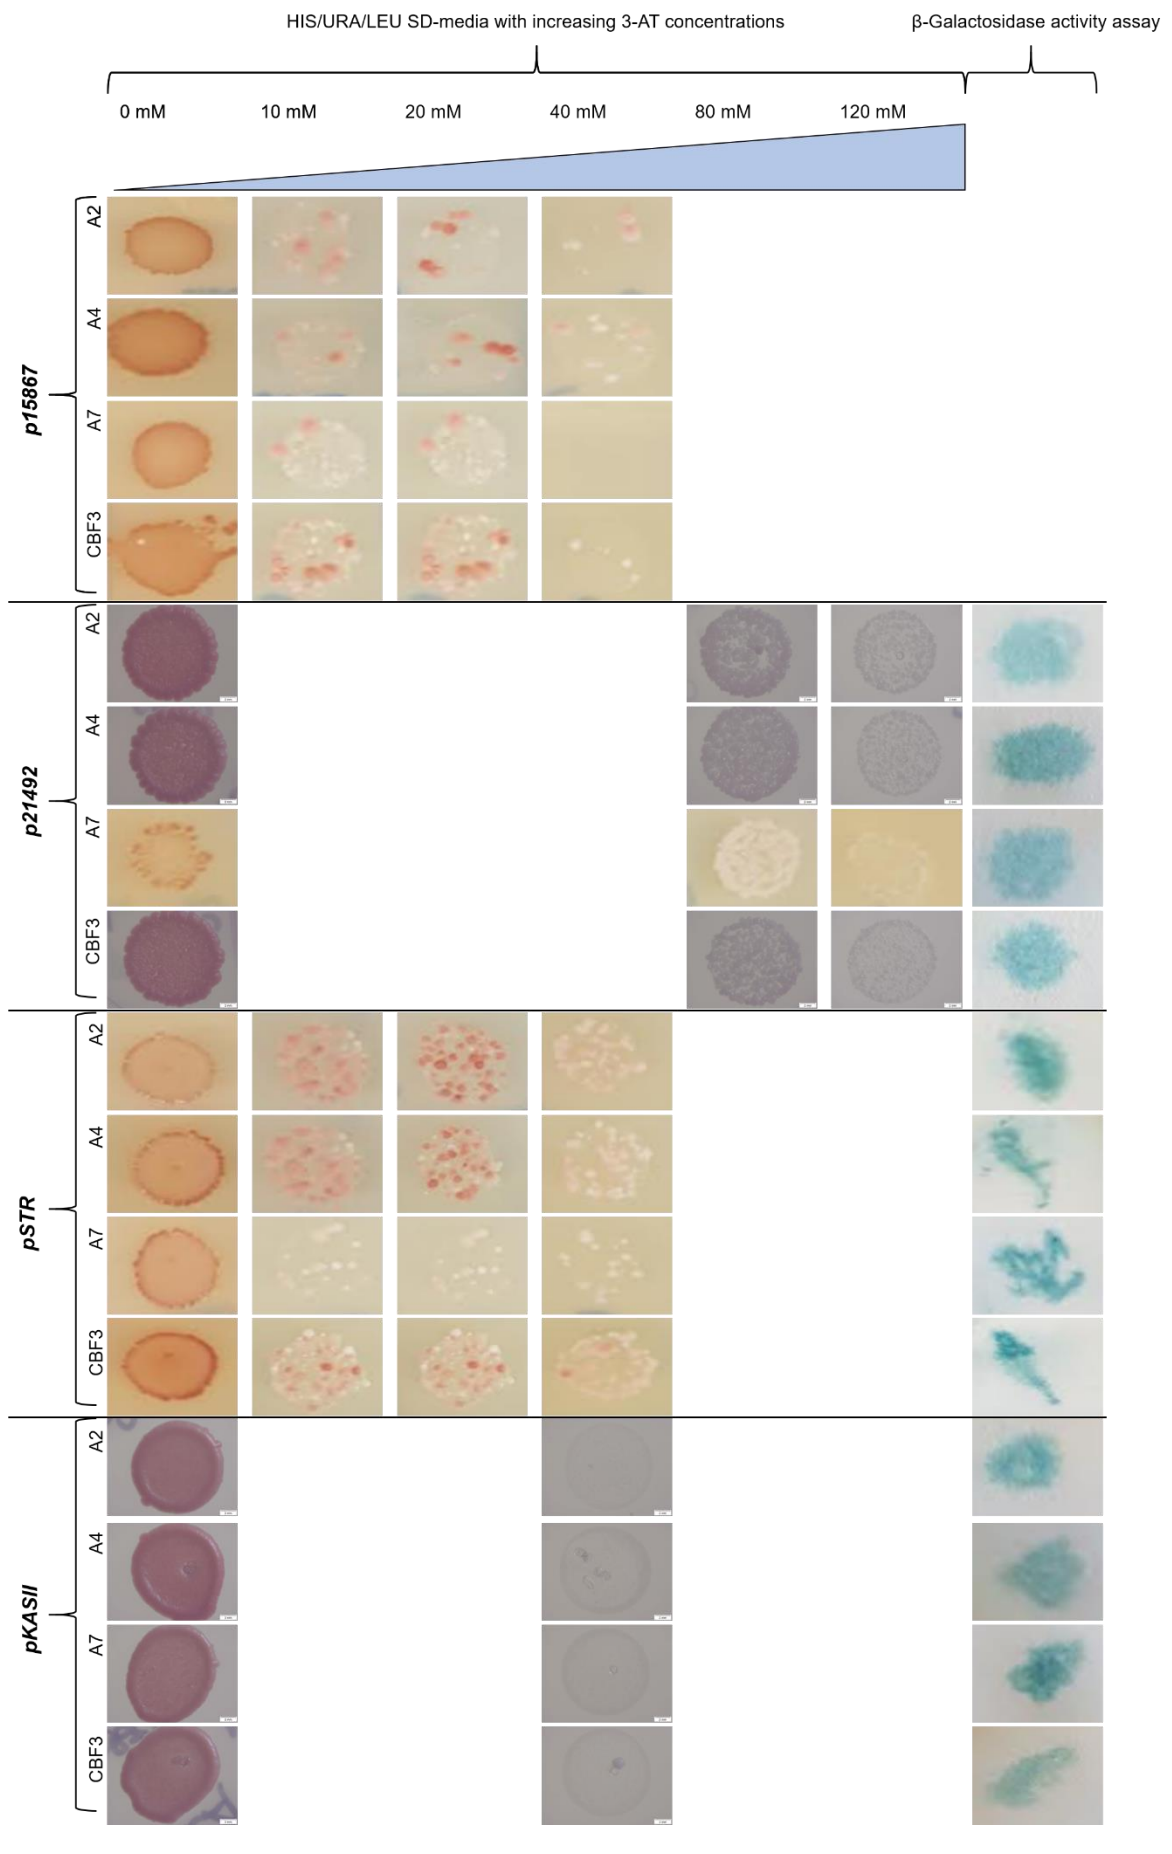 HIS/URA/LEU SD-media with increasing 3-AT concentrations
β-Galactosidase activity assay
0 mM
10 mM
20 mM
40 mM
80 mM
120 mM
p15867
A2
A4
A7
CBF3
p21492
A2
A4
A7
CBF3
pSTR
A2
A4
A7
CBF3
pKASII
A2
A4
A7
CBF3